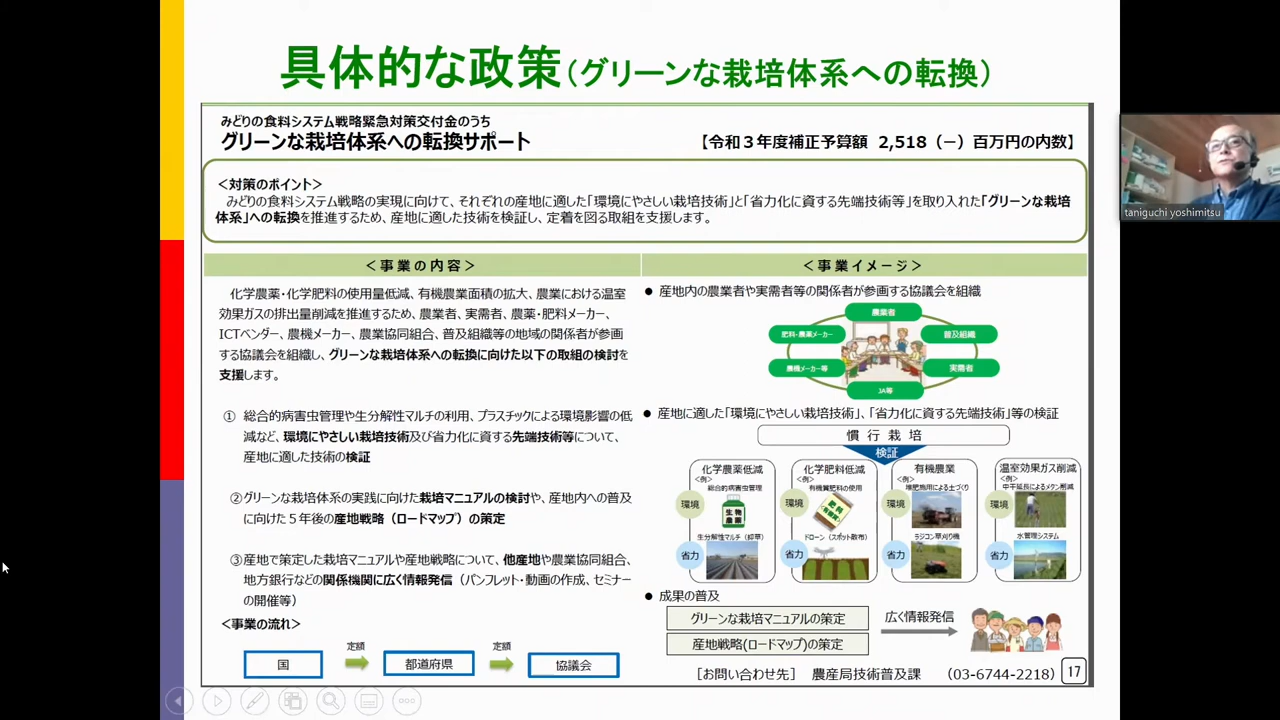 具体的な政策（グリーンな栽培体系への転換）
みどりの食料システム戦略緊急対策交付金のうち
グリーンな栽培体系への転換サポート
【令和３年度補正予算額 2,518（－）百万円の内数】
＜対策のポイント＞
みどりの食料システム戦略の実現に向けて、それぞれの産地に適した「環境にやさしい栽培技術」と「省力化に資する先端技術等」を取り入れた「グリーンな栽培
体系」への転換を推進するため、産地に適した技術を検証し、定着を図る取組を支援します。
＜事業の内容＞
化学農薬・化学肥料の使用量低減、有機農業面積の拡大、農業における温室
効果ガスの排出量削減を推進するため、農業者、実需者、農薬・肥料メーカー、
ICTベンダー、農機メーカー、農業協同組合、普及組織等の地域の関係者が参画
する協議会を組織し、グリーンな栽培体系への転換に向けた以下の取組の検討を
支援します。
① 総合的病害虫管理や生分解性マルチの利用、プラスチックによる環境影響の低
減など、環境にやさしい栽培技術及び省力化に資する先端技術等について、
産地に適した技術の検証
②グリーンな栽培体系の実践に向けた栽培マニュアルの検討や、産地内への普及
に向けた５年後の産地戦略（ロードマップ）の策定
③産地で策定した栽培マニュアルや産地戦略について、他産地や農業協同組合、
地方銀行などの関係機関に広く情報発信（パンフレット・動画の作成、セミナー
の開催等）
＜事業の流れ＞
国
定額
都道府県
定額
協議会
＜事業イメージ＞
● 産地内の農業者や実需者等の関係者が参画する協議会を組織
農業者
肥料・農薬メーカー
普及組織
農機メーカー等
実需者
JA等
● 産地に適した「環境にやさしい栽培技術」、「省力化に資する先端技術」等の検証
慣行栽培
検証
化学農薬低減
＜例＞
総合的病害虫管理
環境
生物
農薬
生分解性マルチ（抑草）
省力
化学肥料低減
＜例＞
有機質肥料の使用
環境
肥料
ドローン（スポット散布）
省力
有機農業
＜例＞
堆肥施用による土づくり
環境
ラジコン草刈り機
省力
温室効果ガス削減
＜例＞
中干延長によるメタン削減
環境
水管理システム
省力
● 成果の普及
グリーンな栽培マニュアルの策定
産地戦略(ロードマップ)の策定
広く情報発信
［お問い合わせ先］ 農産局技術普及課 （03-6744-2218）
17
taniguchi yoshimitsu